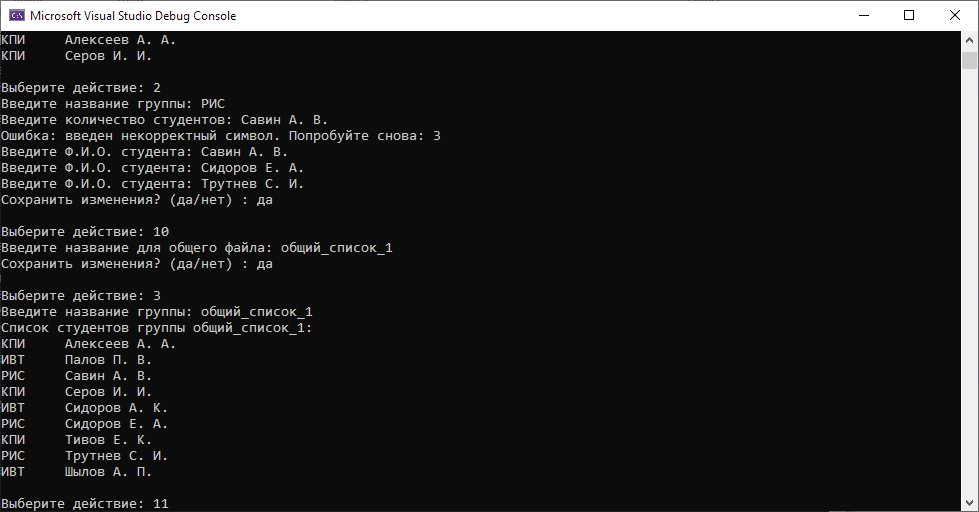 Microsoft Visual Studio Debug Console
КПИ Алексеев А. А.
КПИ Серов И. И.
Выберите действие: 2
Введите название группы: РИС
Введите количество студентов: Савин А. В.
Ошибка: введен некорректный символ. Попробуйте снова: 3
Введите Ф.И.О. студента: Савин А. В.
Введите Ф.И.О. студента: Сидоров Е. А.
Введите Ф.И.О. студента: Трутнев С. И.
Сохранить изменения? (да/нет) : да
Выберите действие: 10
Введите название для общего файла: общий_список_1
Сохранить изменения? (да/нет) : да
Выберите действие: 3
Введите название группы: общий_список_1
Список студентов группы общий_список_1:
КПИ Алексеев А. А.
ИВТ Палов П. В.
РИС Савин А. В.
КПИ Серов И. И.
ИВТ Сидоров А. К.
РИС Сидоров Е. А.
КПИ Тивов Е. К.
РИС Трутнев С. И.
ИВТ Шылов А. П.
Выберите действие: 11